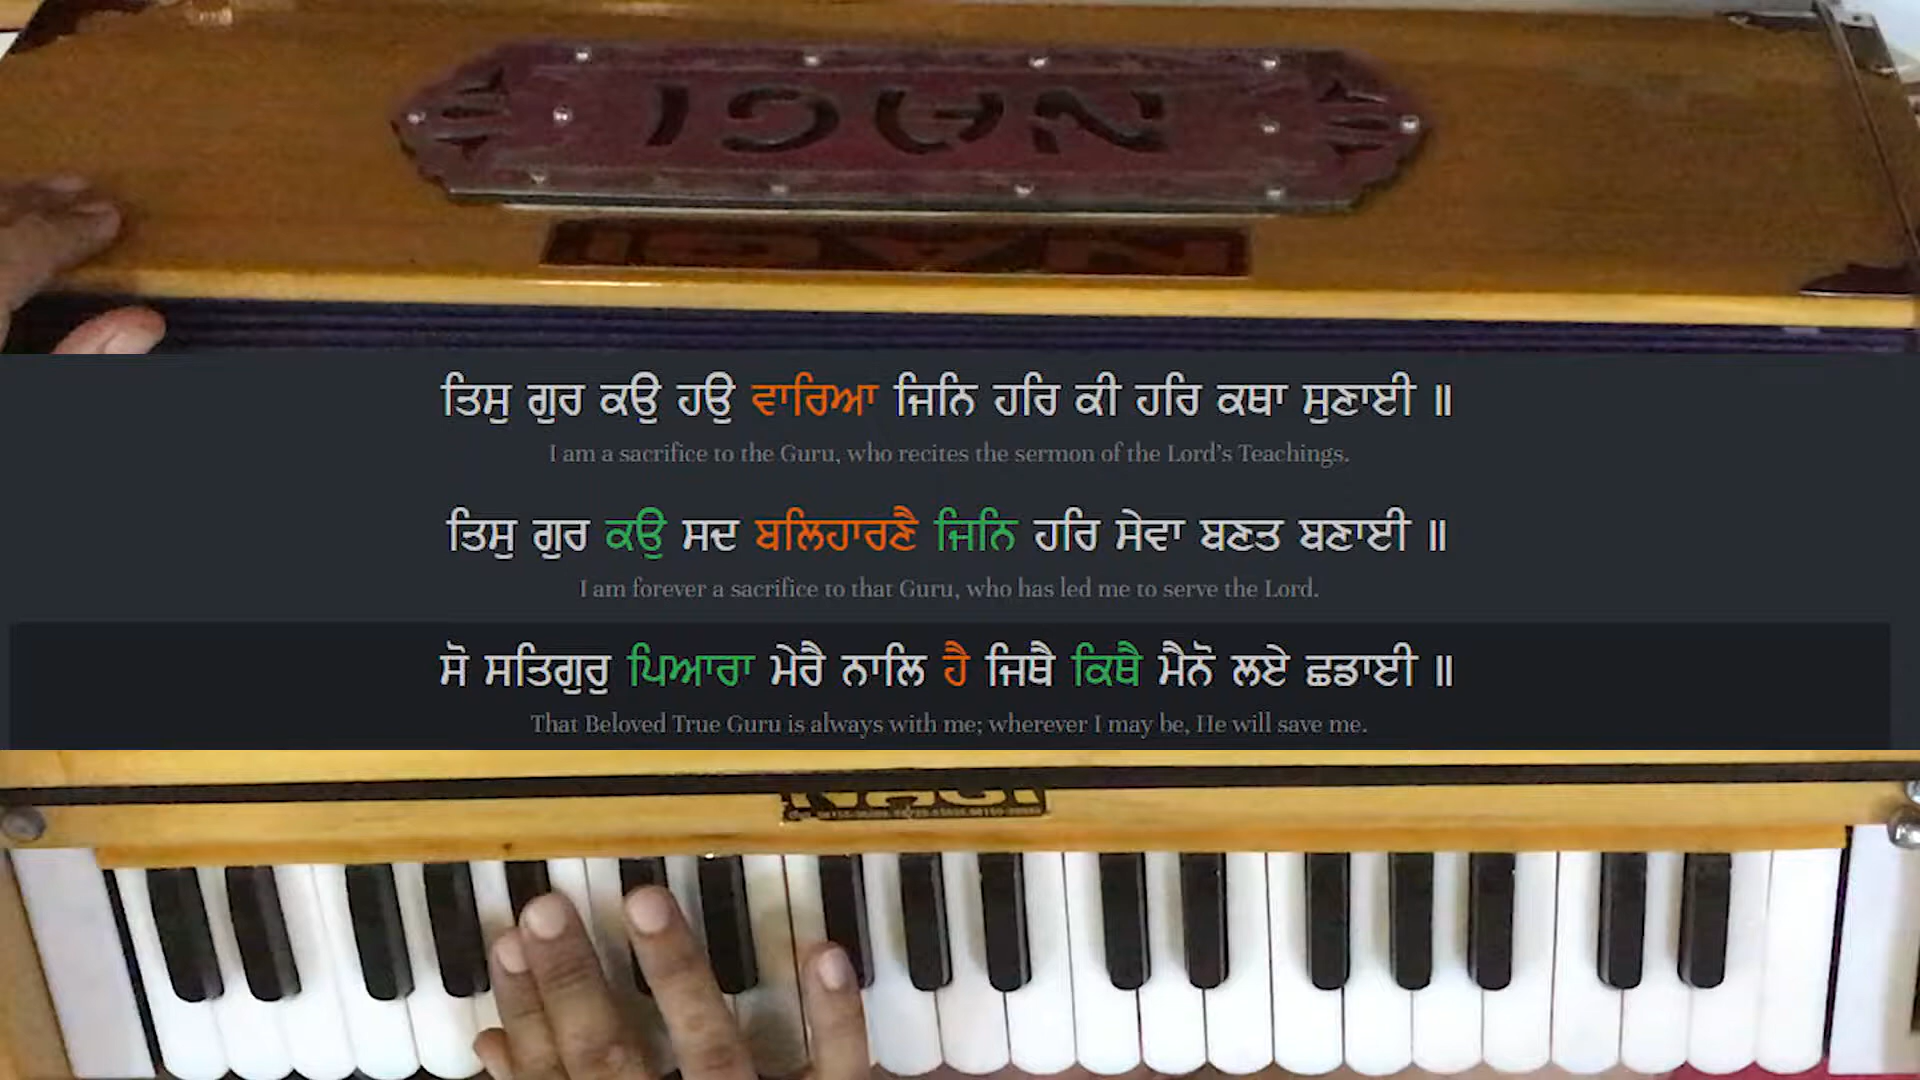 NAGI
NAGI
ਤਿਸੁ ਗੁਰ ਕਉ ਹਉ ਵਾਰਿਆ ਜਿਨਿ ਹਰਿ ਕੀ ਹਰਿ ਕਥਾ ਸੁਣਾਈ ॥
I am a sacrifice to the Guru, who recites the sermon of the Lord's Teachings.
ਤਿਸੁ ਗੁਰ ਕਉ ਸਦ ਬਲਿਹਾਰਣੈ ਜਿਨਿ ਹਰਿ ਸੇਵਾ ਬਣਤ ਬਣਾਈ ॥
I am forever a sacrifice to that Guru, who has led me to serve the Lord.
ਸੋ ਸਤਿਗੁਰੁ ਪਿਆਰਾ ਮੇਰੈ ਨਾਲਿ ਹੈ ਜਿਥੈ ਕਿਥੈ ਮੈਨੋ ਲਏ ਛਡਾਈ ॥
That Beloved True Guru is always with me; wherever I may be, He will save me.
NAGI